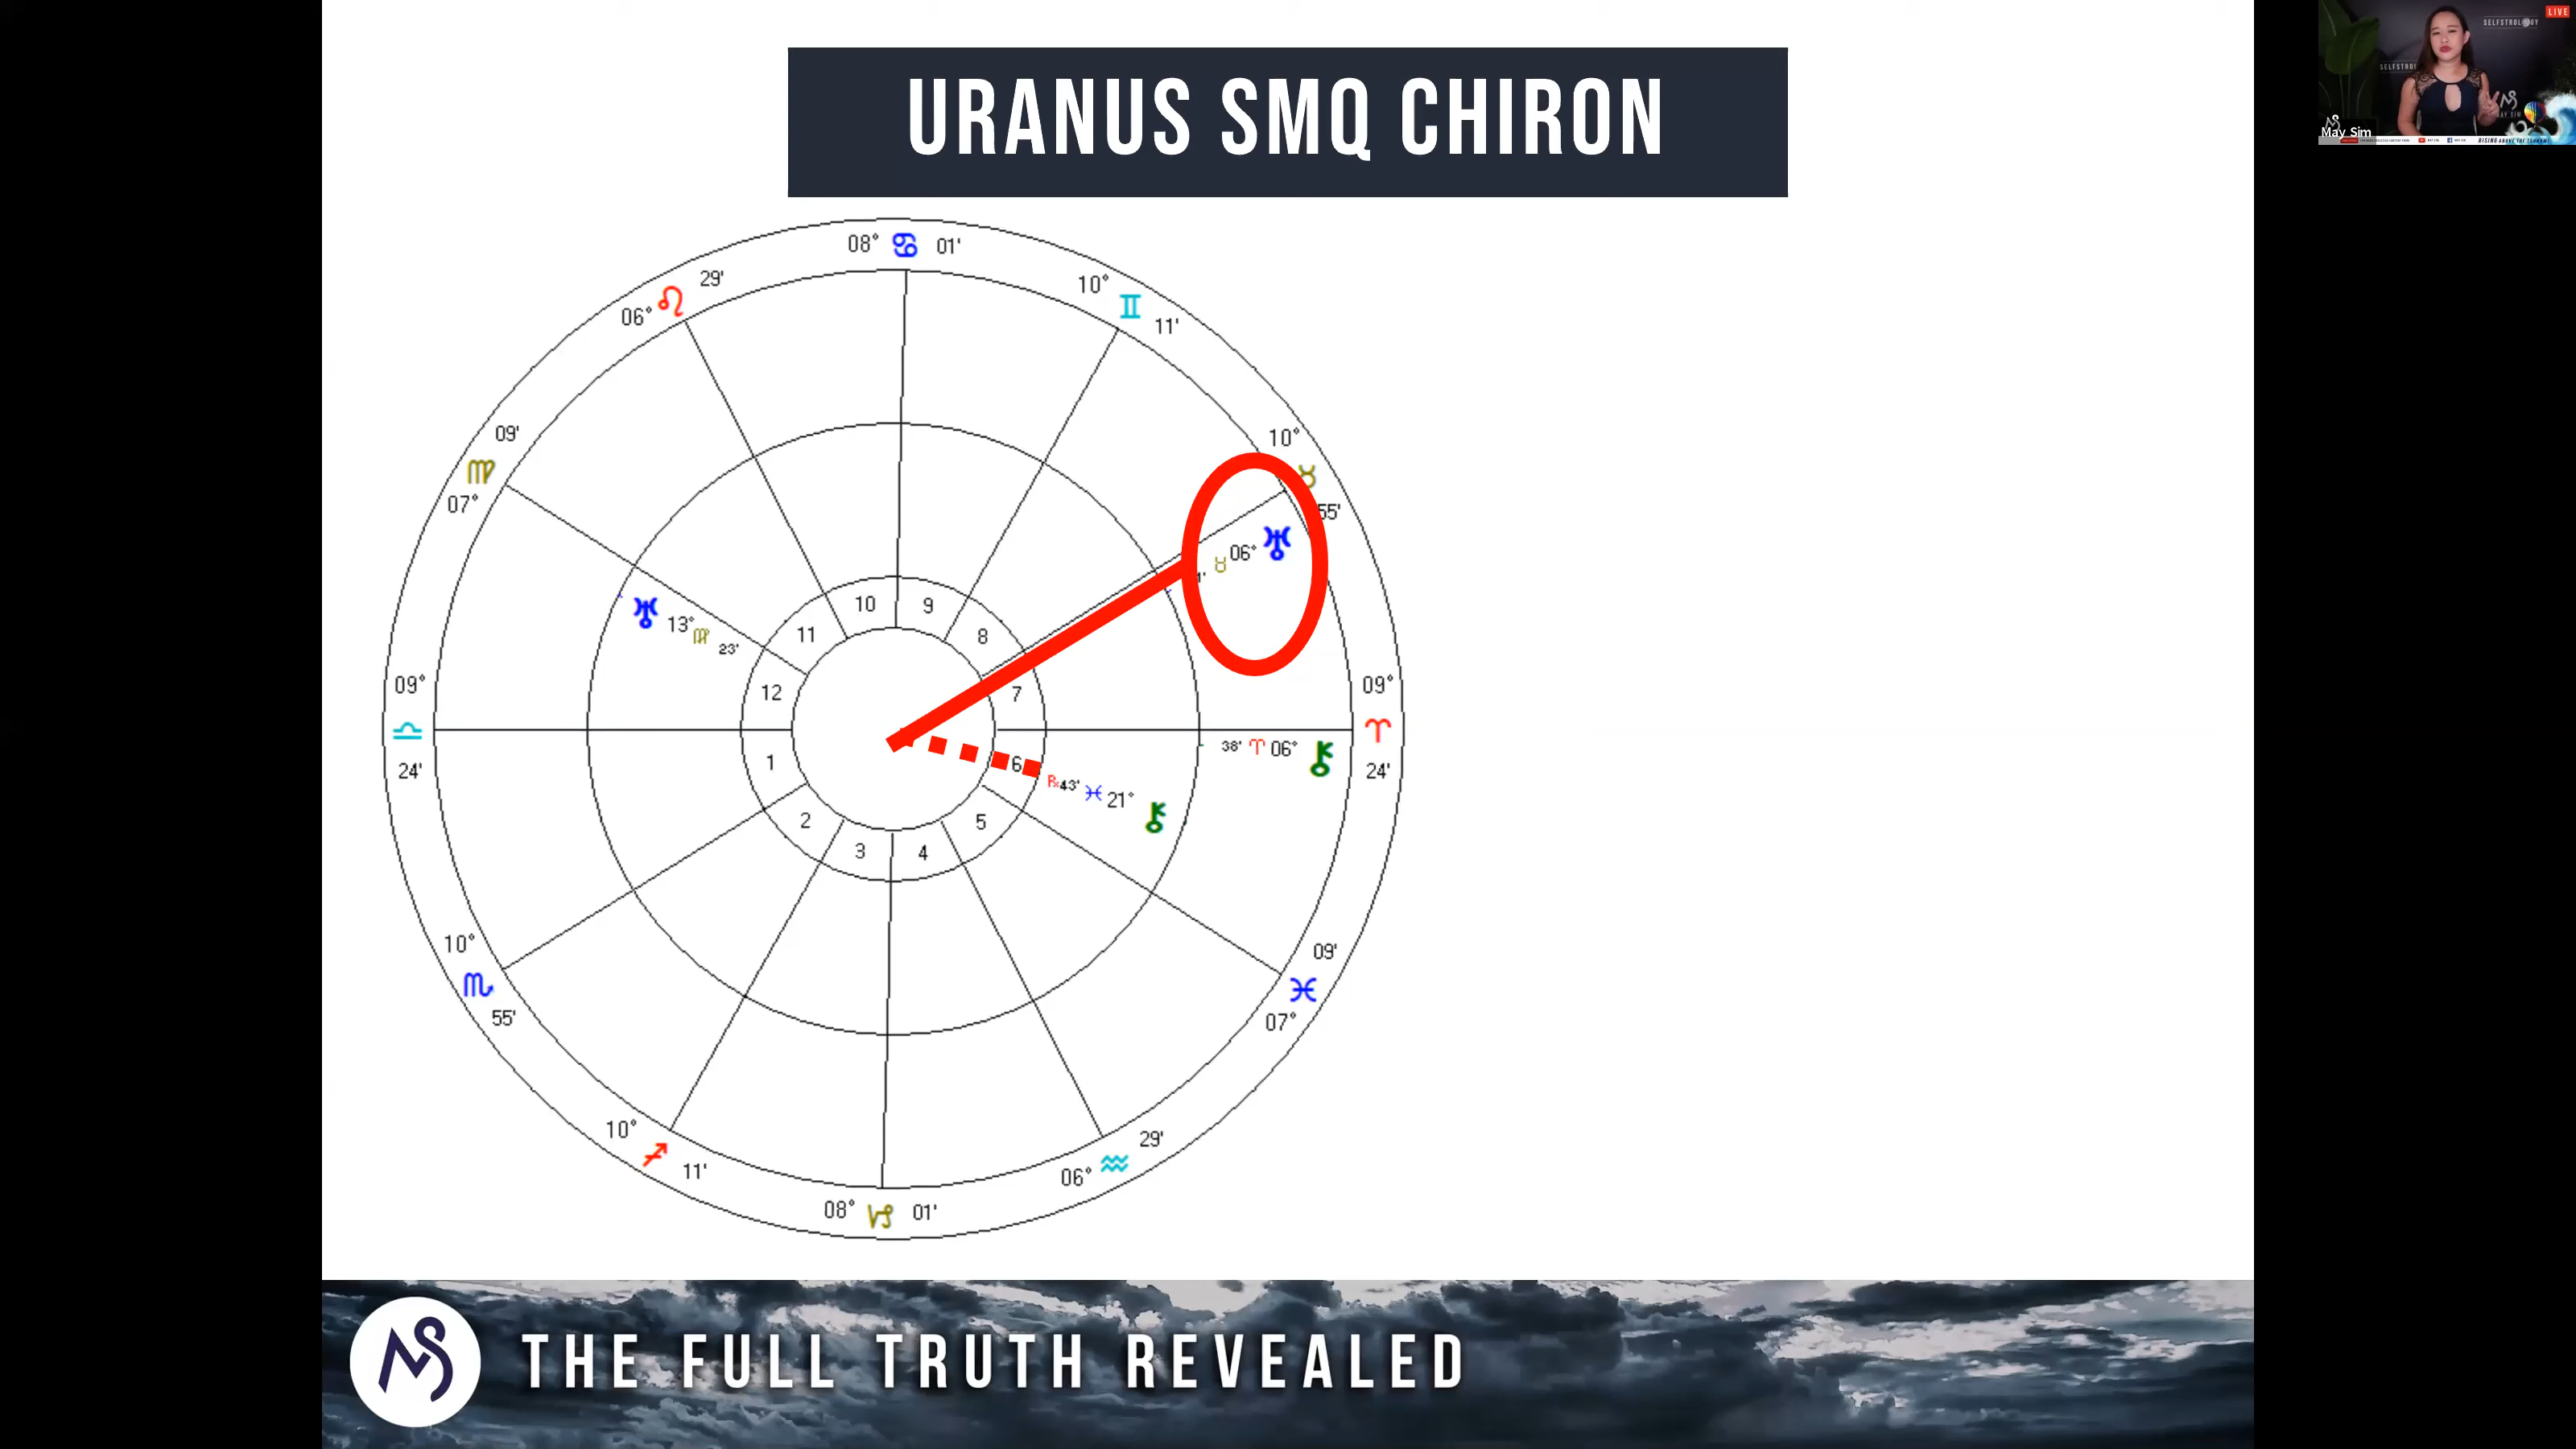 URANUS SMQ CHIRON
LIVE
SELFSTROLOGY
May Sim
08° ♋ 01'
10° ♊ 11'
06° ♌ 29'
10° ♉ 55'
09' ♍ 07°
♉ 06° ♅
♅ 13° ♍ 23'
10 9
11 8
12 7
1 6
2 5
3 4
09° ♎ 24'
09° ♈ 24'
38' ♈ 06° ⚷
℞ 43' ♓ 21° ⚷
10° ♏ 55'
09' ♓ 07°
10° ♐ 11'
06° ♒ 29'
08° ♑ 01'
THE FULL TRUTH REVEALED